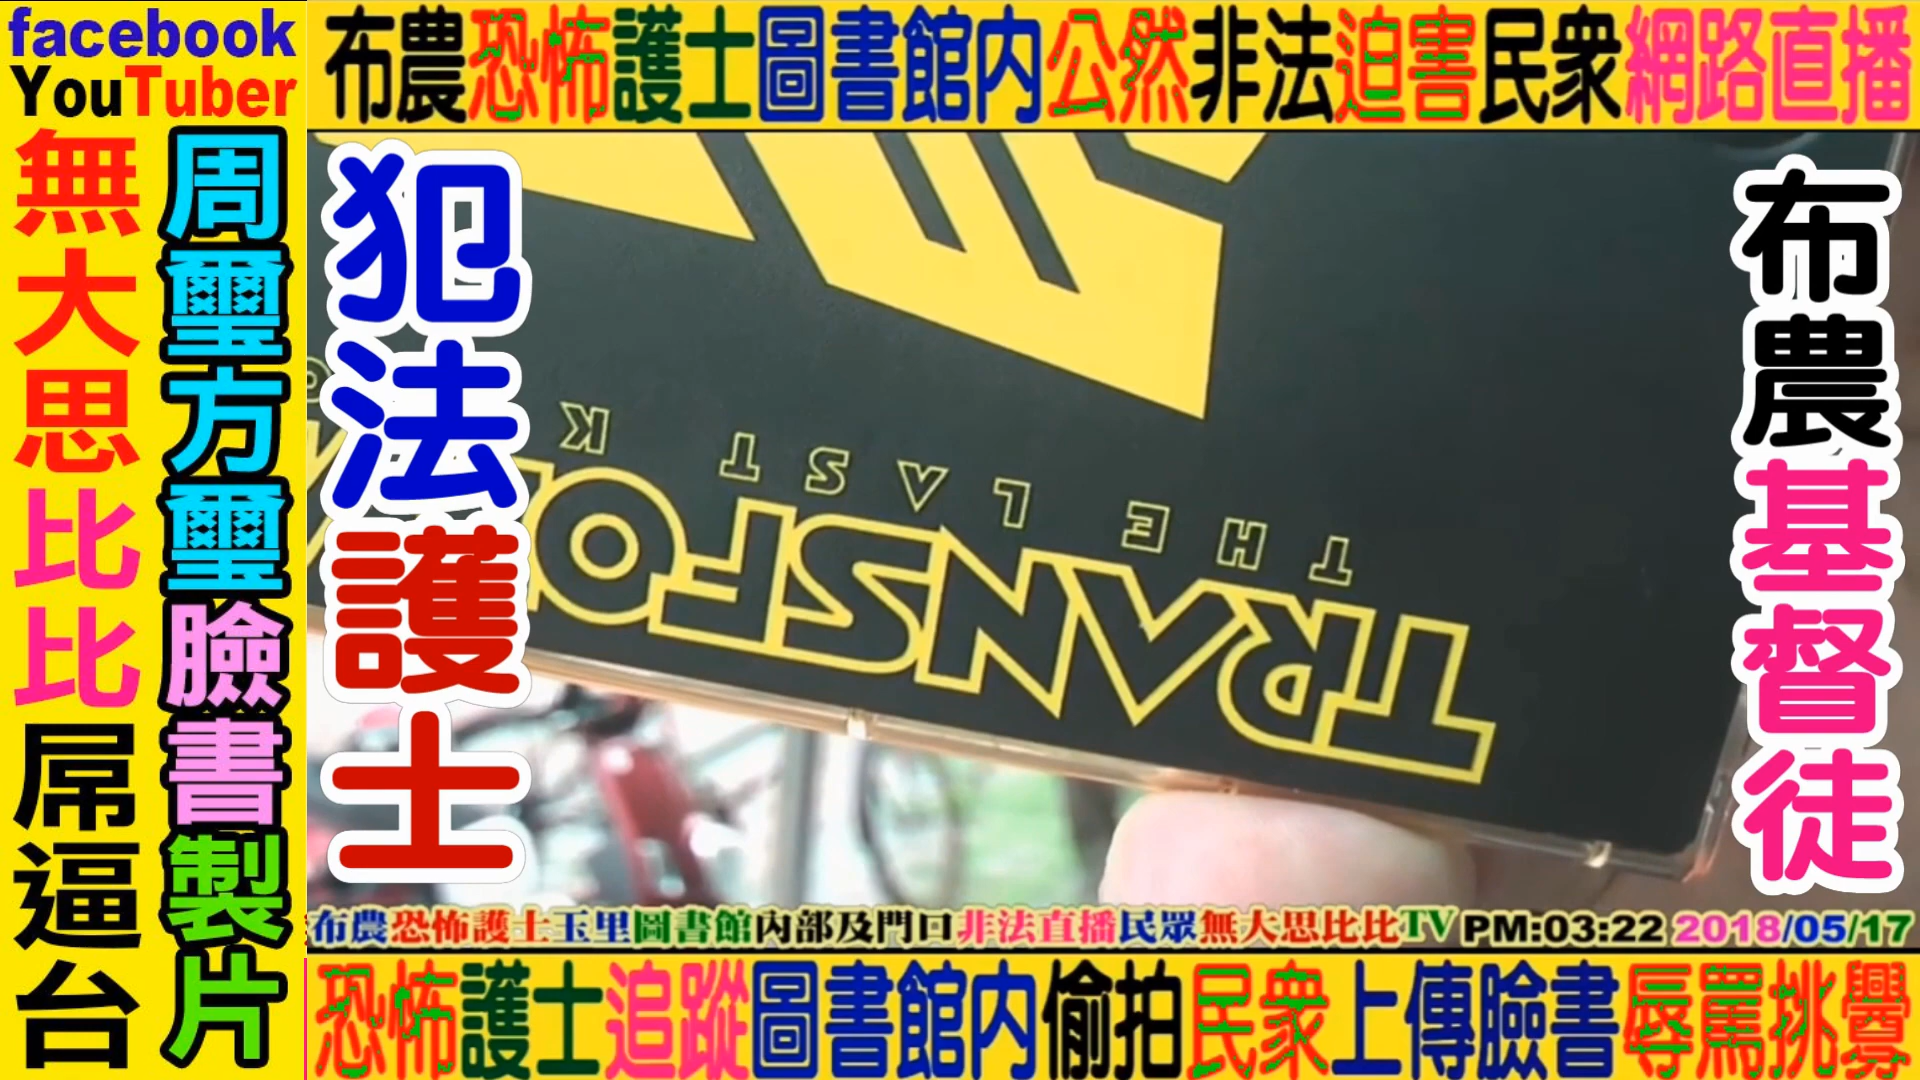 facebook
YouTuber
布農恐怖護士圖書館內公然非法迫害民眾網路直播
周璽方璽臉書製片
無大思比比屌逼台
犯法護士
布農基督徒
THE LAST K
TRANSFO
布農恐怖護士玉里圖書館內部及門口非法直播民眾無大思比比TV PM:03:22 2018/05/17
恐怖護士追蹤圖書館內偷拍民眾上傳臉書辱罵挑釁